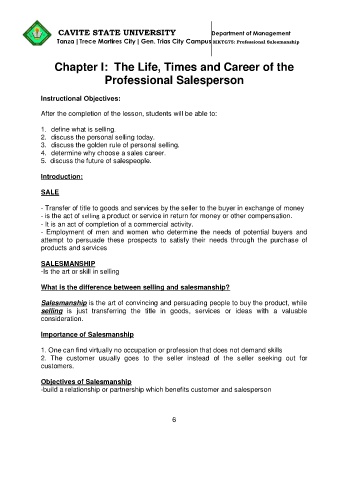 CAVITE STATE UNIVERSITY
Department of Management
Tanza | Trece Martires City | Gen. Trias City Campus MKTG75: Professional Salesmanship
Chapter I: The Life, Times and Career of the
Professional Salesperson
Instructional Objectives:
After the completion of the lesson, students will be able to:
1. define what is selling.
2. discuss the personal selling today.
3. discuss the golden rule of personal selling.
4. determine why choose a sales career.
5. discuss the future of salespeople.
Introduction:
SALE
- Transfer of title to goods and services by the seller to the buyer in exchange of money
- is the act of selling a product or service in return for money or other compensation.
- It is an act of completion of a commercial activity.
- Employment of men and women who determine the needs of potential buyers and
attempt to persuade these prospects to satisfy their needs through the purchase of
products and services
SALESMANSHIP
-Is the art or skill in selling
What is the difference between selling and salesmanship?
Salesmanship is the art of convincing and persuading people to buy the product, while
selling is just transferring the title in goods, services or ideas with a valuable
consideration.
Importance of Salesmanship
1. One can find virtually no occupation or profession that does not demand skills
2. The customer usually goes to the seller instead of the seller seeking out for
customers.
Objectives of Salesmanship
-build a relationship or partnership which benefits customer and salesperson
6